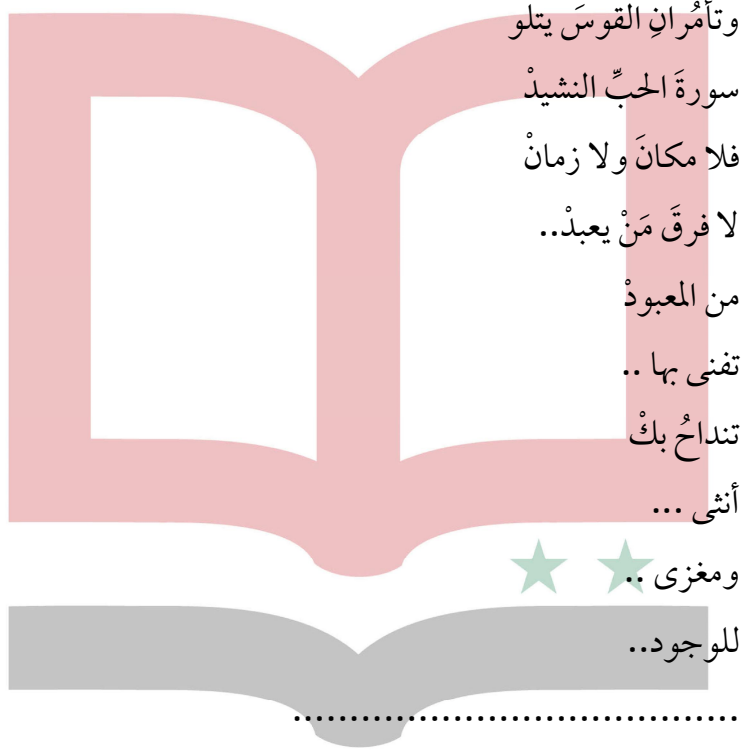 وتأمُرانِ القوسَ يتلو
سورةَ الحبِّ النشيدْ
فلا مكانَ ولا زمانْ
لا فرقَ مَنْ يعبدْ..
من المعبودْ
تفنى بها ..
تنداحُ بكْ
أنثى ...
ومغزى ..
للوجود..
.......................................